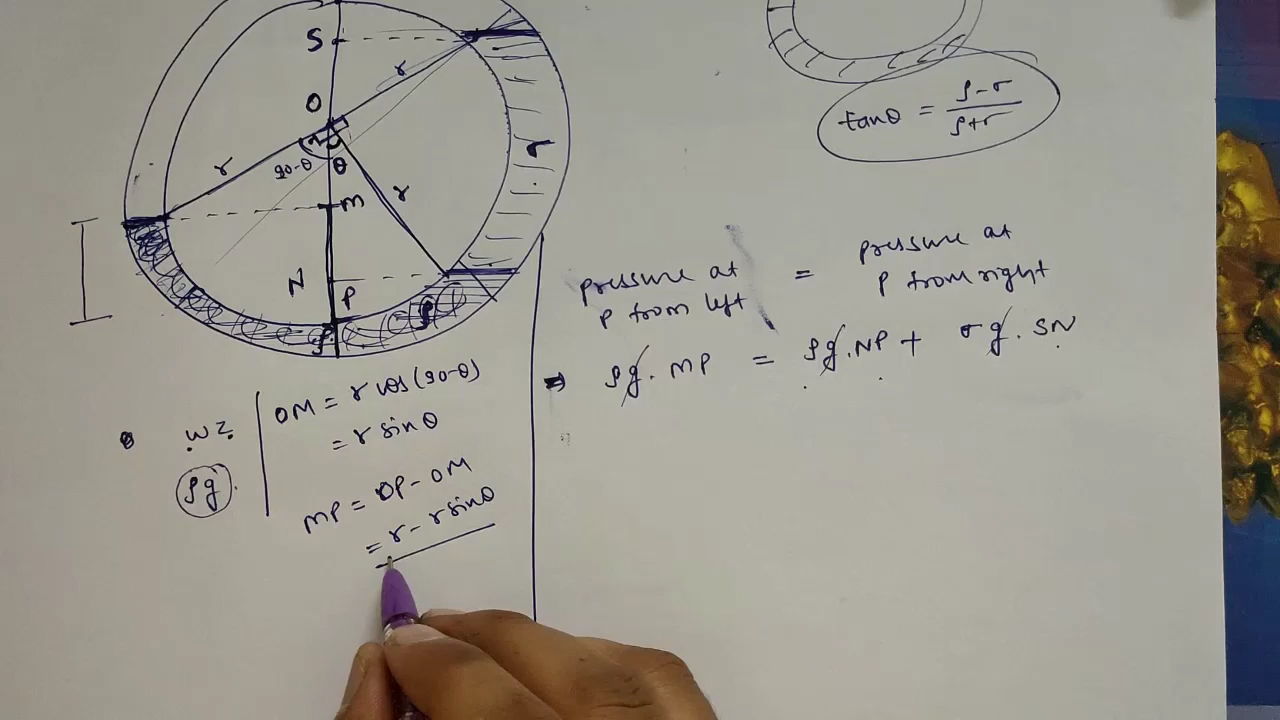 S
r
O
r
90-θ
θ
r
M
N
P
ρ
ρ
σ
tanθ = ρ-σ / ρ+σ
pressure at P from left = pressure at P from right
⇒ ρg. MP = ρg. NP + σg. SN
wz
ρg.
OM = r cos(90-θ)
= r sinθ
MP = OP - OM
= r - r sinθ